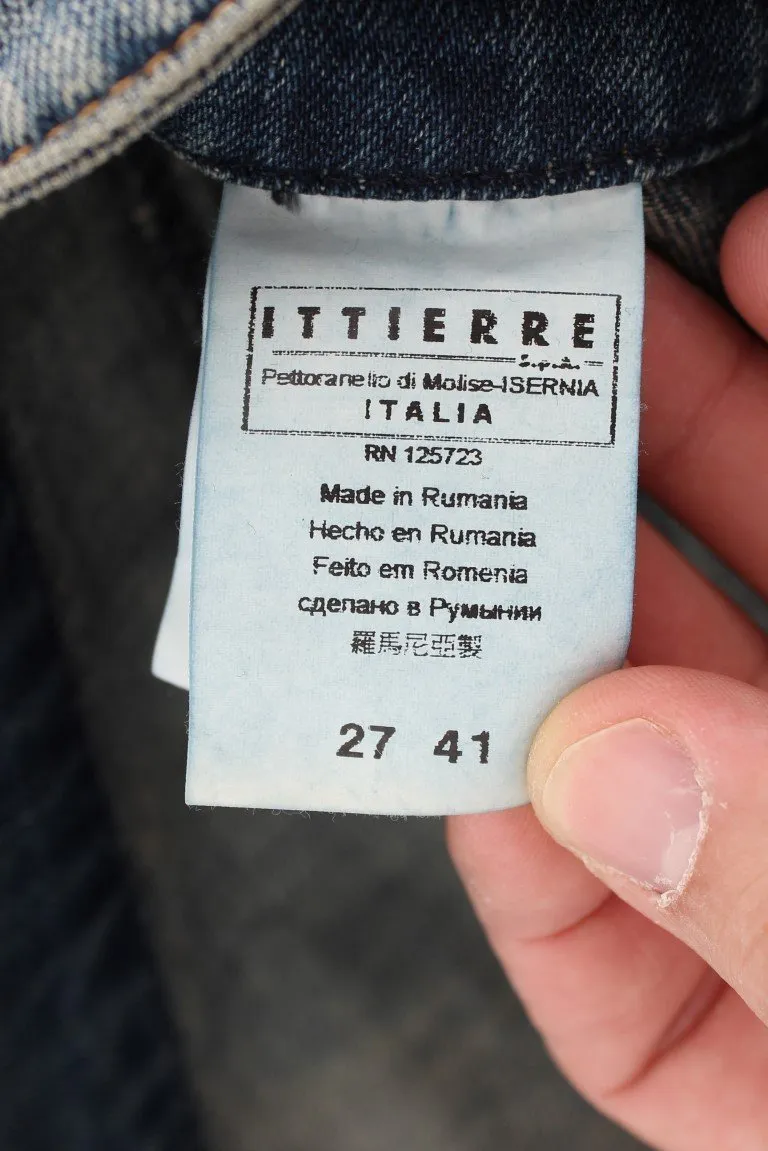 ITTIERRE
Pettoranello di Molise-ISERNIA
ITALIA
RN 125723
Made in Rumania
Hecho en Rumania
Feito em Romenia
сделано в Румынии
羅馬尼亞製
27 41